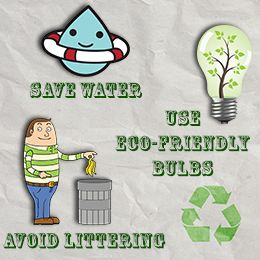 SAVE WATER
USE
ECO-FRIENDLY
BULBS
AVOID LITTERING